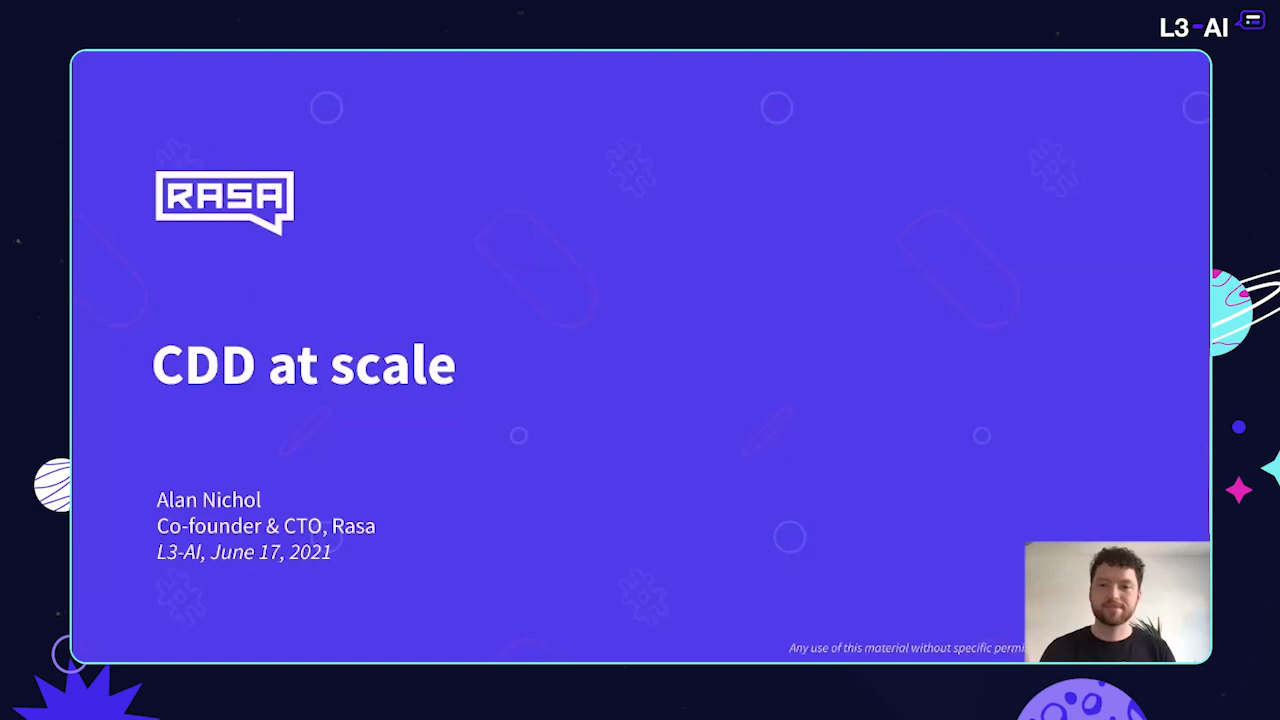 L3-AI
RASA
CDD at scale
Alan Nichol
Co-founder & CTO, Rasa
L3-AI, June 17, 2021
Any use of this material without specific